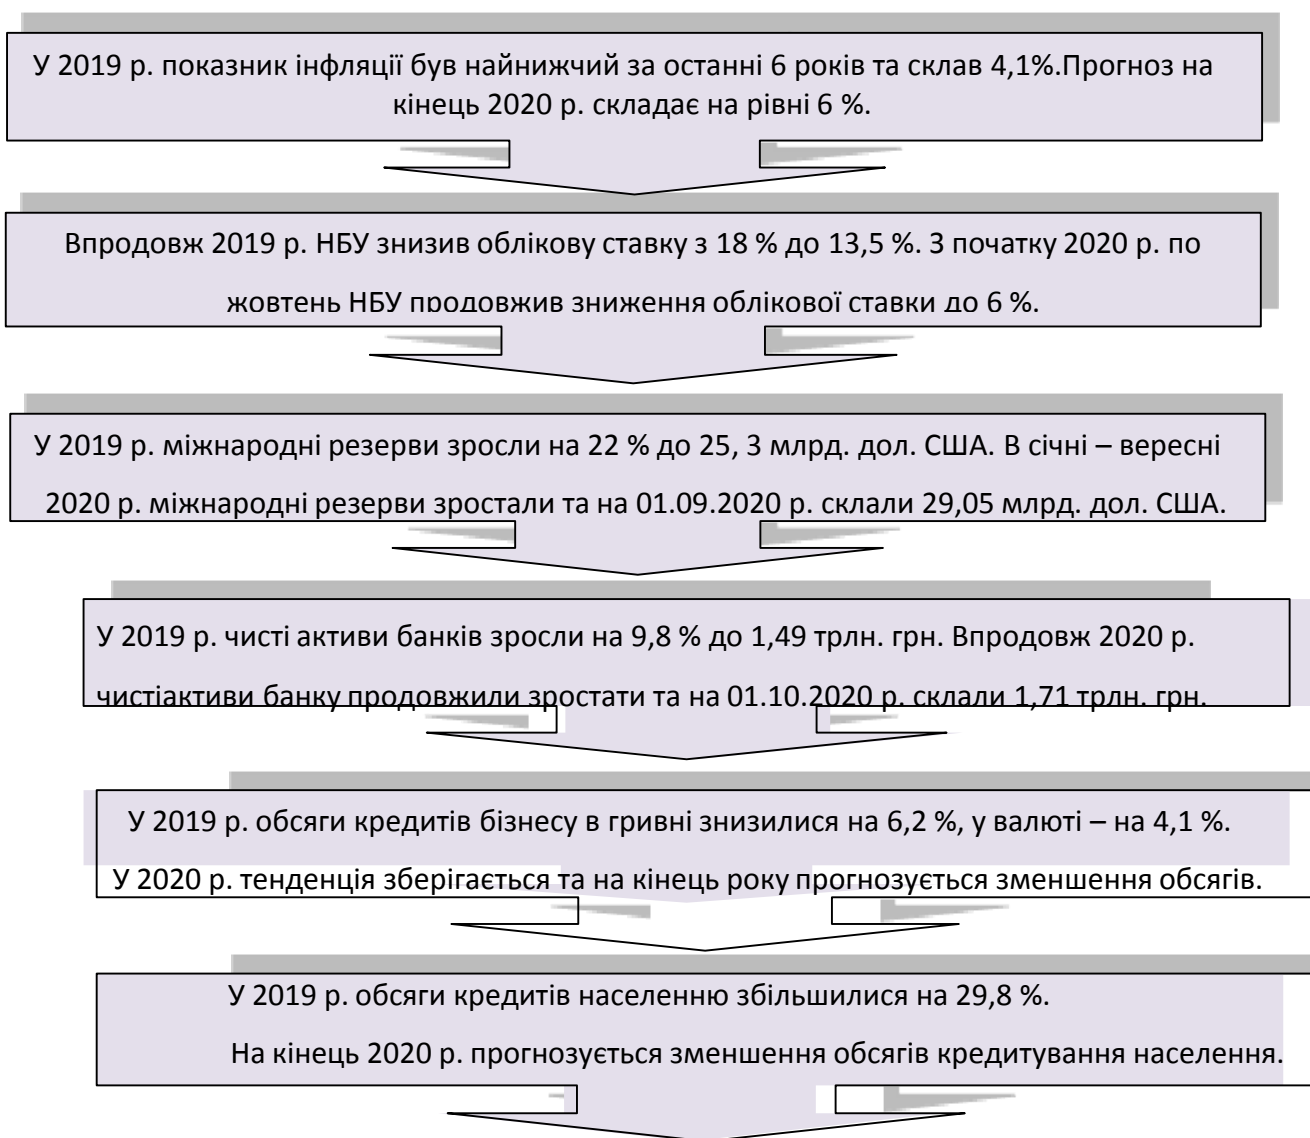 У 2019 р. показник інфляції був найнижчий за останні 6 років та склав 4,1%.Прогноз на
кінець 2020 р. складає на рівні 6 %.
Впродовж 2019 р. НБУ знизив облікову ставку з 18 % до 13,5 %. З початку 2020 р. по
жовтень НБУ продовжив зниження облікової ставки до 6 %.
У 2019 р. міжнародні резерви зросли на 22 % до 25, 3 млрд. дол. США. В січні – вересні
2020 р. міжнародні резерви зростали та на 01.09.2020 р. склали 29,05 млрд. дол. США.
У 2019 р. чисті активи банків зросли на 9,8 % до 1,49 трлн. грн. Впродовж 2020 р.
чистіактиви банку продовжили зростати та на 01.10.2020 р. склали 1,71 трлн. грн.
У 2019 р. обсяги кредитів бізнесу в гривні знизилися на 6,2 %, у валюті – на 4,1 %.
У 2020 р. тенденція зберігається та на кінець року прогнозується зменшення обсягів.
У 2019 р. обсяги кредитів населенню збільшилися на 29,8 %.
На кінець 2020 р. прогнозується зменшення обсягів кредитування населення.